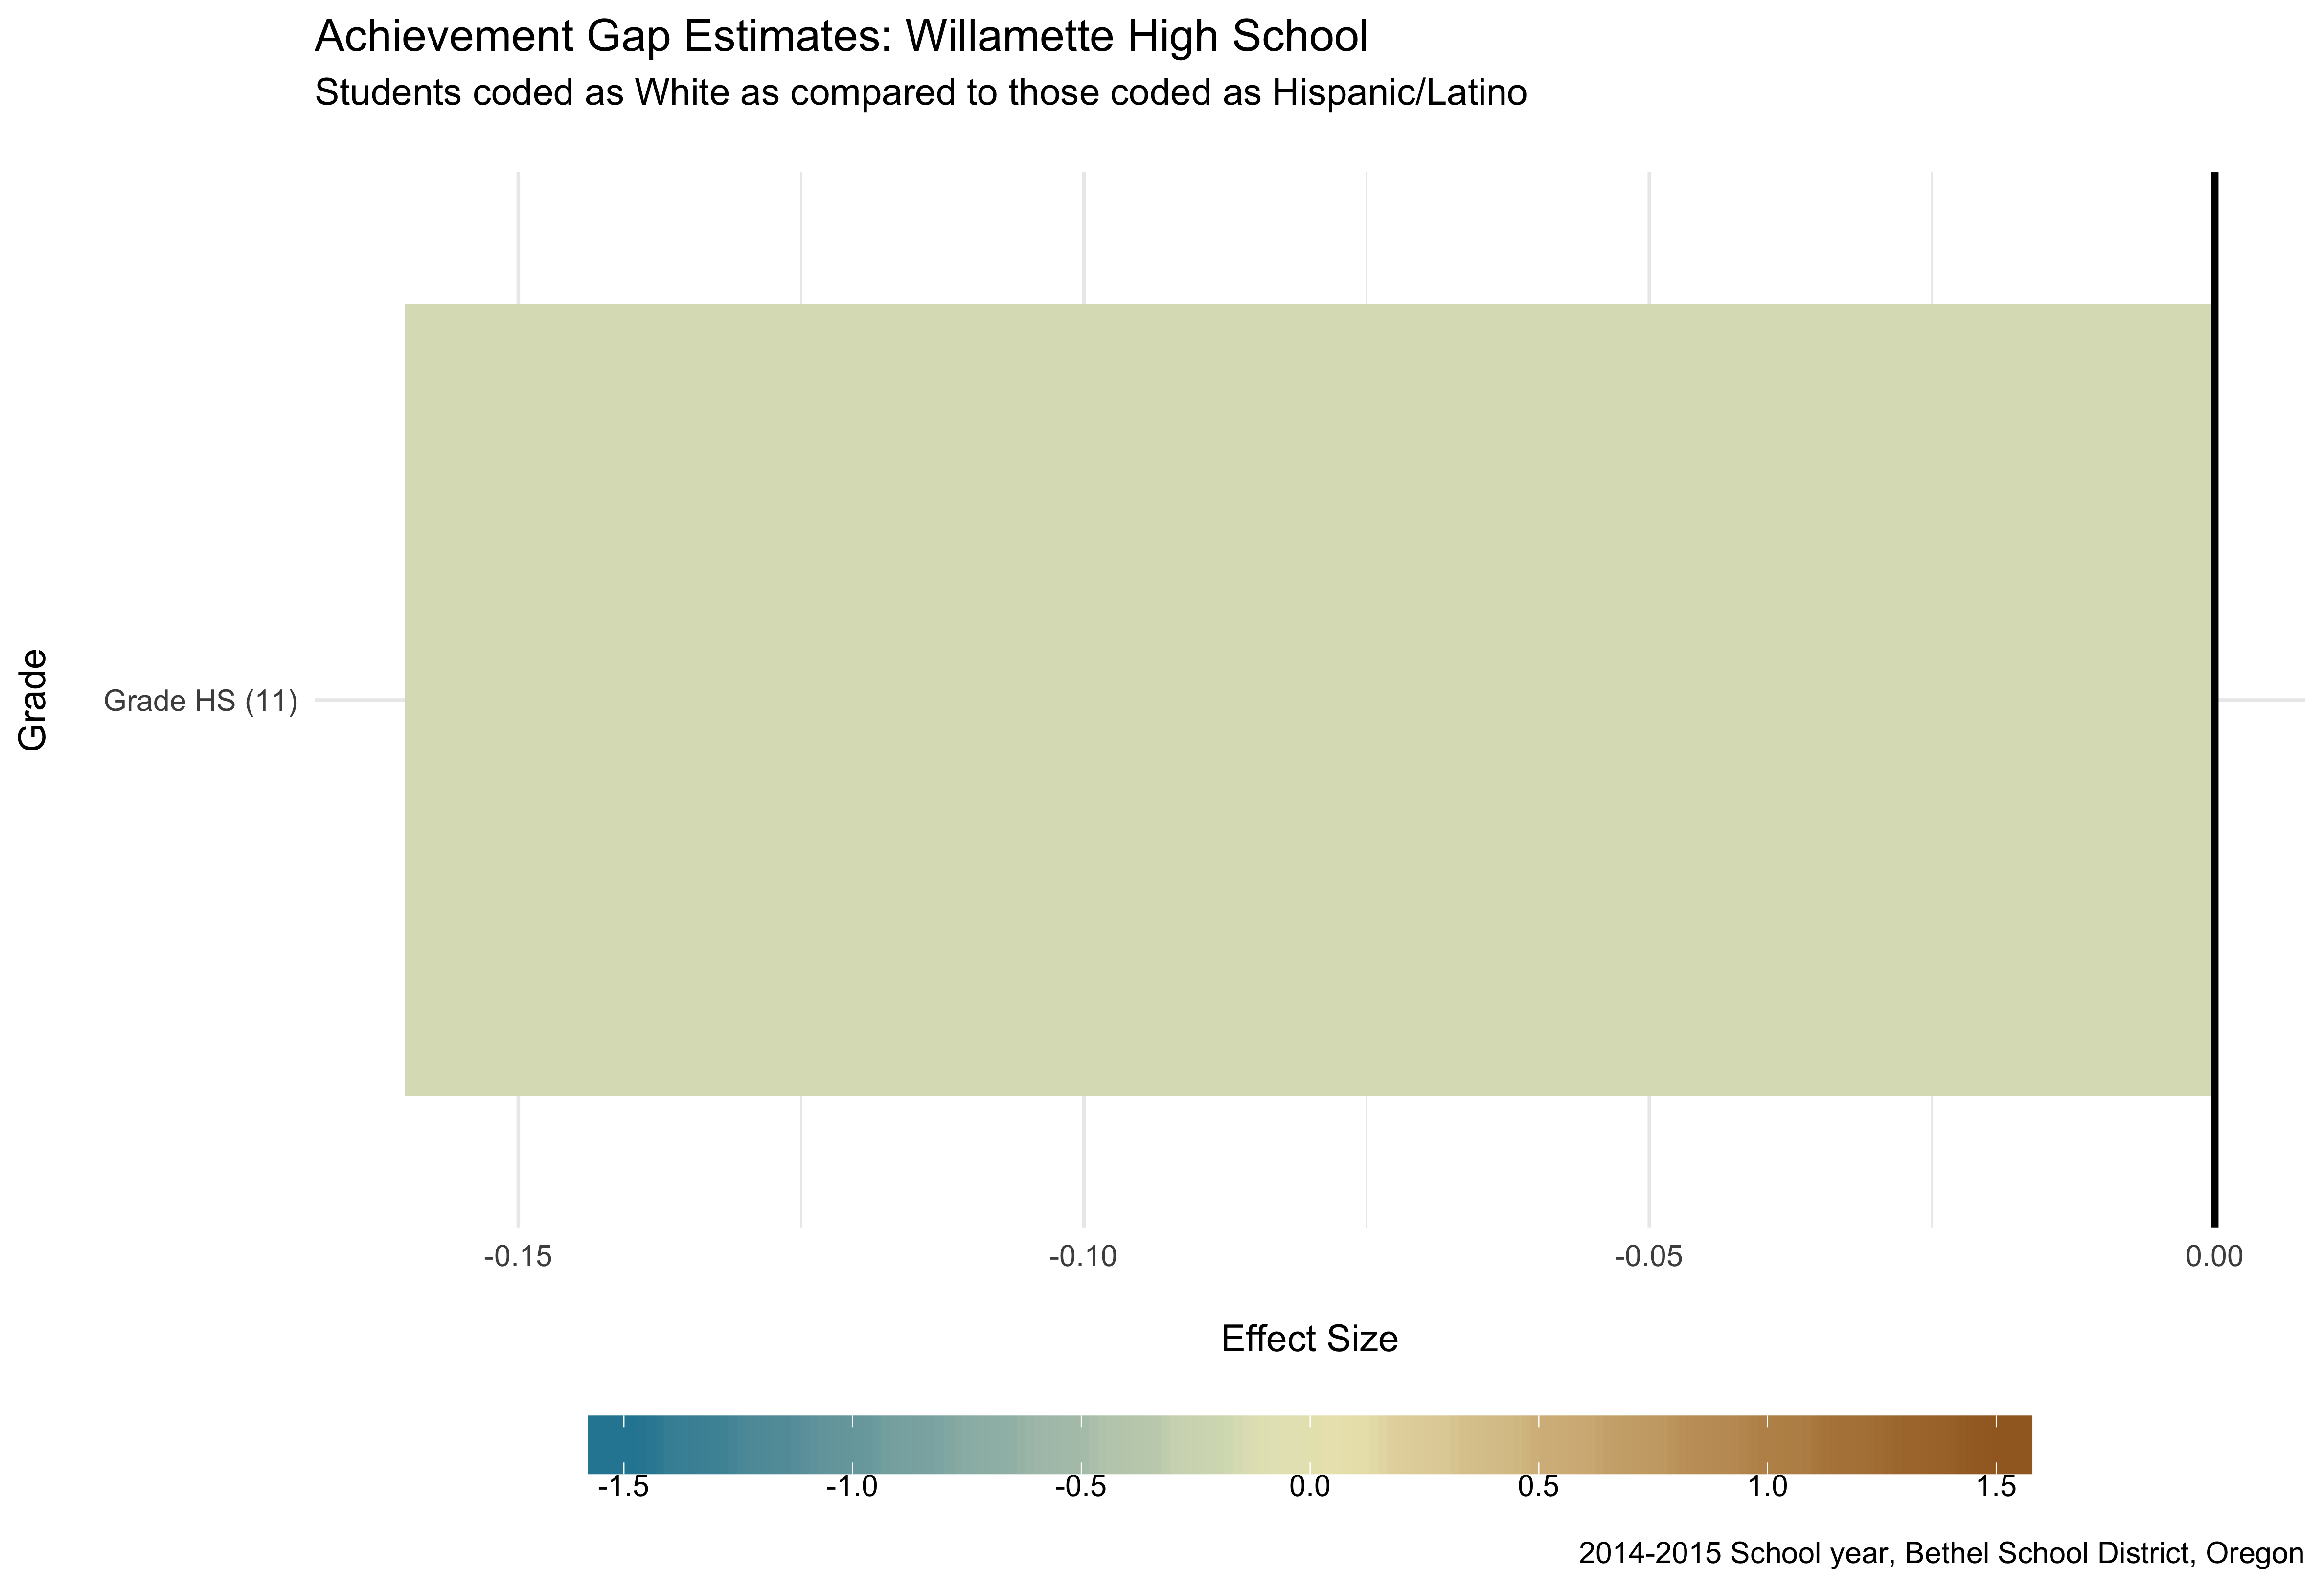 Achievement Gap Estimates: Willamette High School
Students coded as White as compared to those coded as Hispanic/Latino
Grade
Grade HS (11)
-0.15 -0.10 -0.05 0.00
Effect Size
-1.5 -1.0 -0.5 0.0 0.5 1.0 1.5
2014-2015 School year, Bethel School District, Oregon